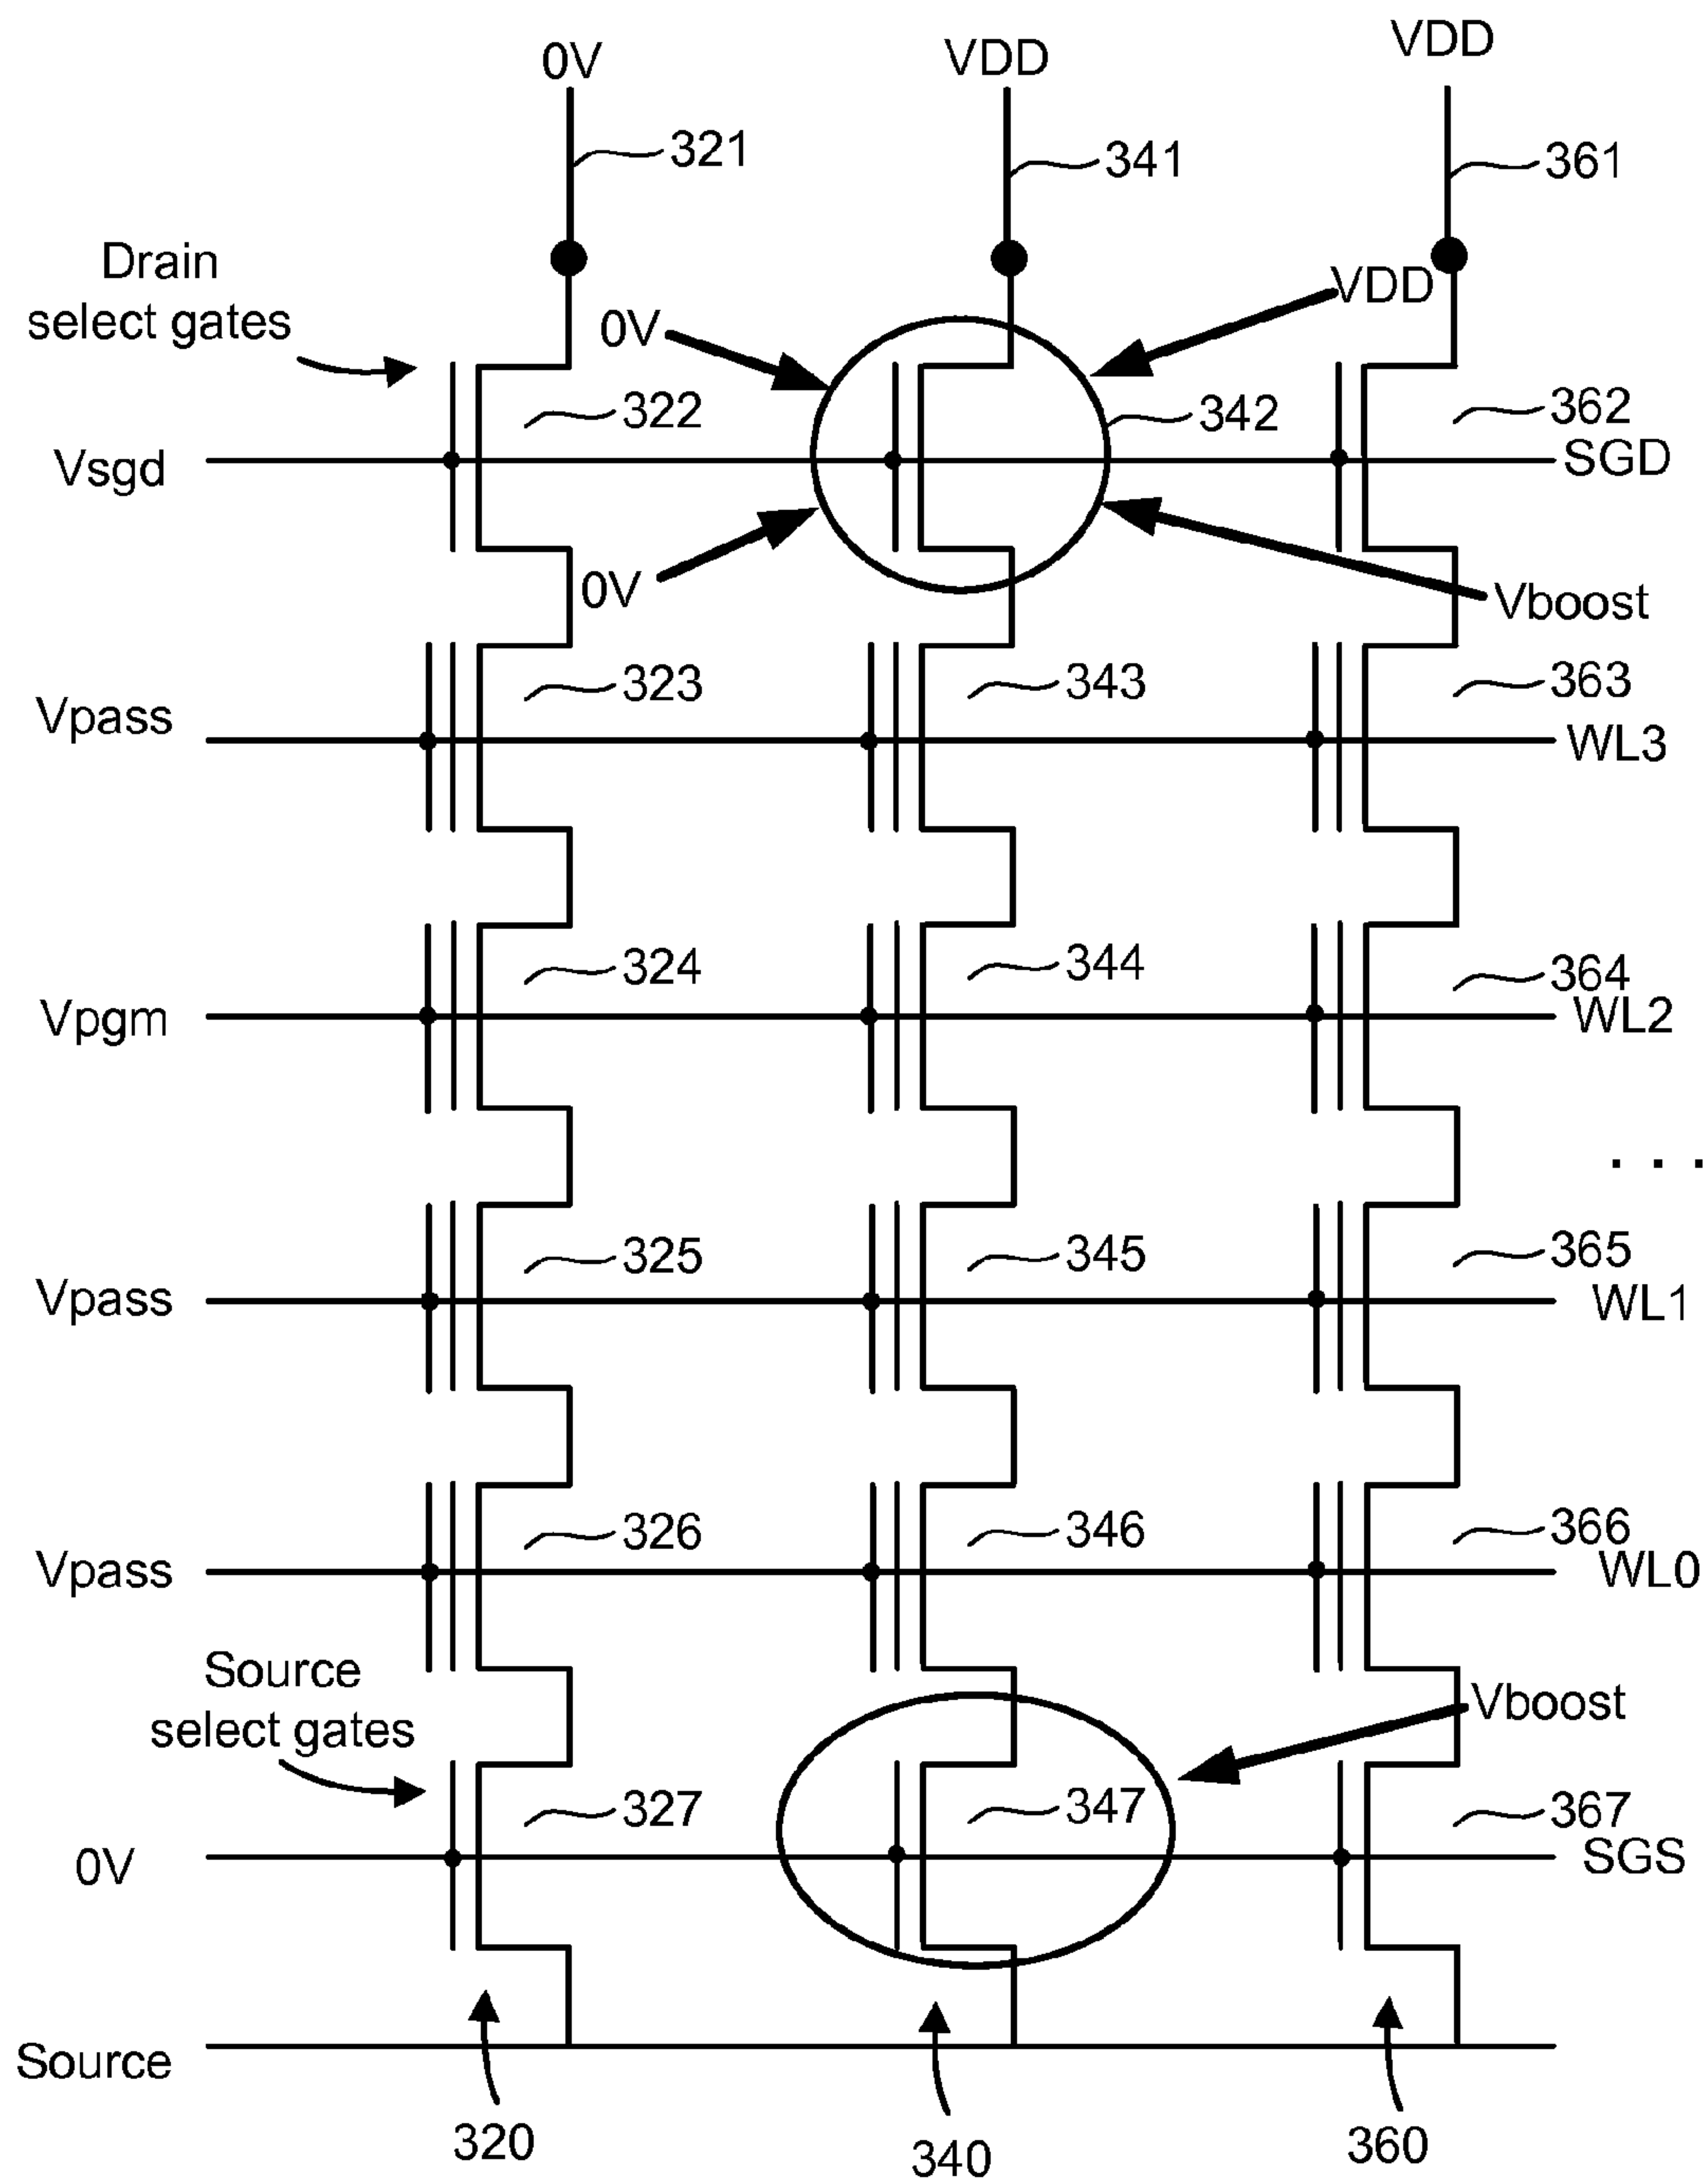 0V
VDD
VDD
321
341
361
Drain
select gates
0V
VDD
322
342
362
Vsgd
SGD
0V
Vboost
323
343
363
Vpass
WL3
324
344
364
Vpgm
WL2
. . .
325
345
365
Vpass
WL1
326
346
366
Vpass
WL0
Source
select gates
Vboost
327
347
367
0V
SGS
Source
320
340
360